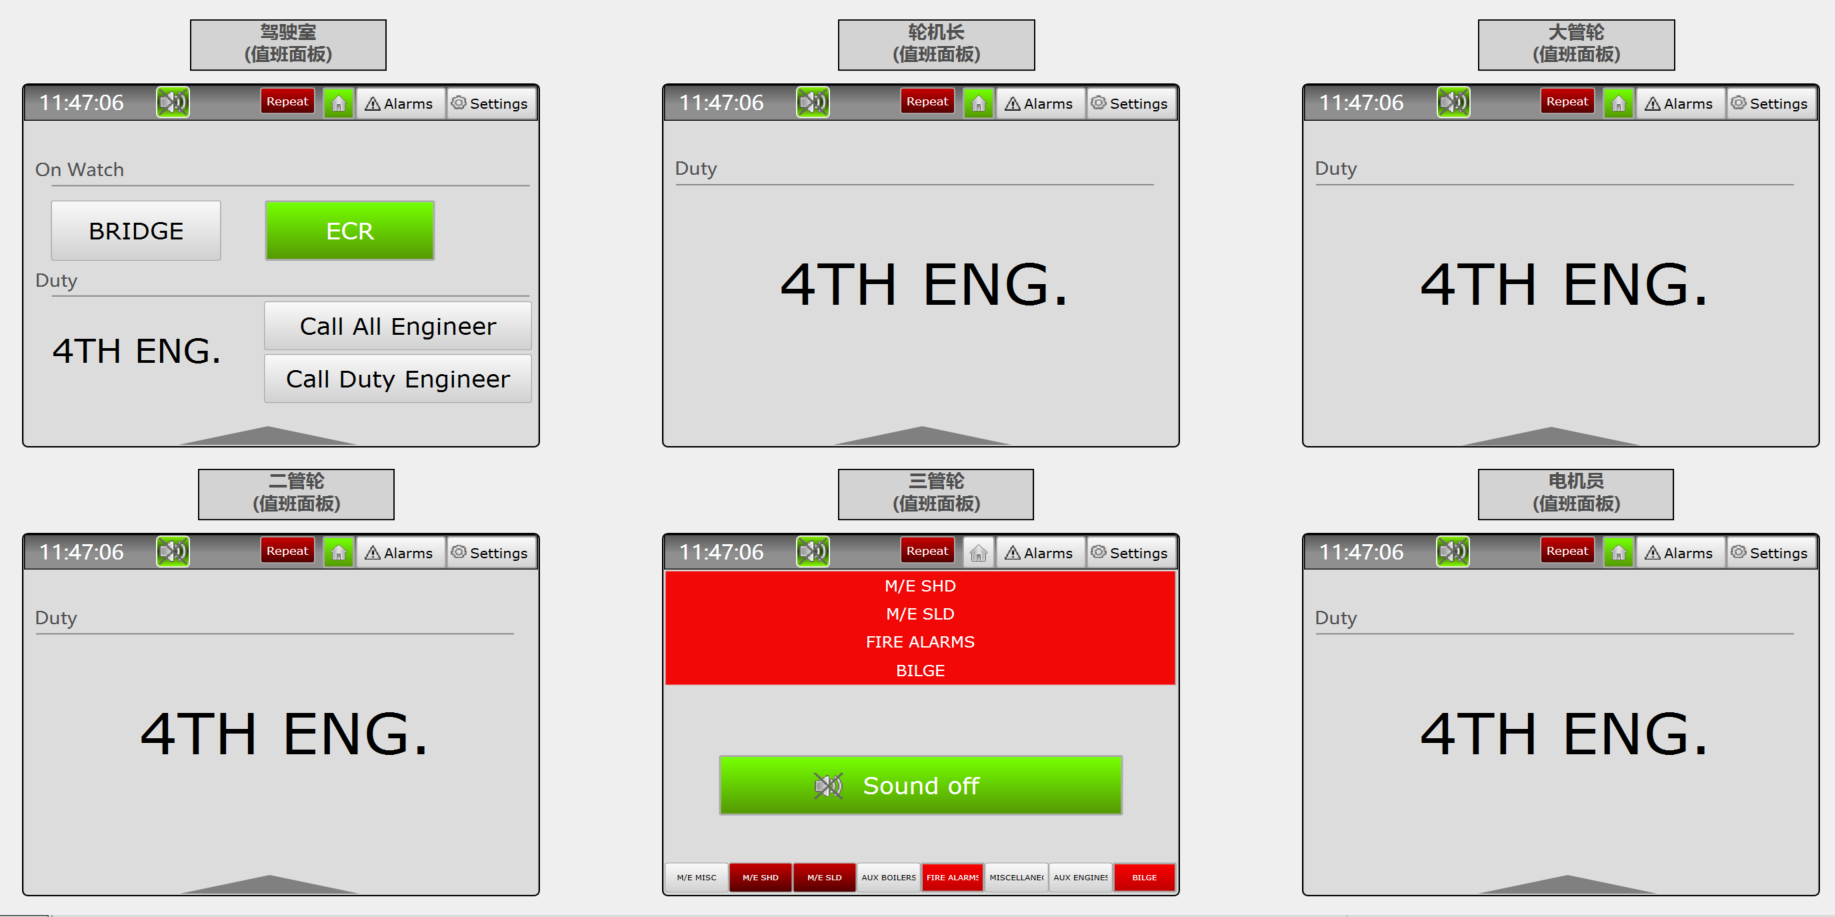 驾驶室
(值班面板)
11:47:06 Repeat Alarms Settings
On Watch
BRIDGE ECR
Duty
4TH ENG.
Call All Engineer
Call Duty Engineer
轮机长
(值班面板)
11:47:06 Repeat Alarms Settings
Duty
4TH ENG.
大管轮
(值班面板)
11:47:06 Repeat Alarms Settings
Duty
4TH ENG.
二管轮
(值班面板)
11:47:06 Repeat Alarms Settings
Duty
4TH ENG.
三管轮
(值班面板)
11:47:06 Repeat Alarms Settings
M/E SHD
M/E SLD
FIRE ALARMS
BILGE
Sound off
M/E MISC M/E SHD M/E SLD AUX BOILERS FIRE ALARMS MISCELLANE( AUX ENGINES BILGE
电机员
(值班面板)
11:47:06 Repeat Alarms Settings
Duty
4TH ENG.